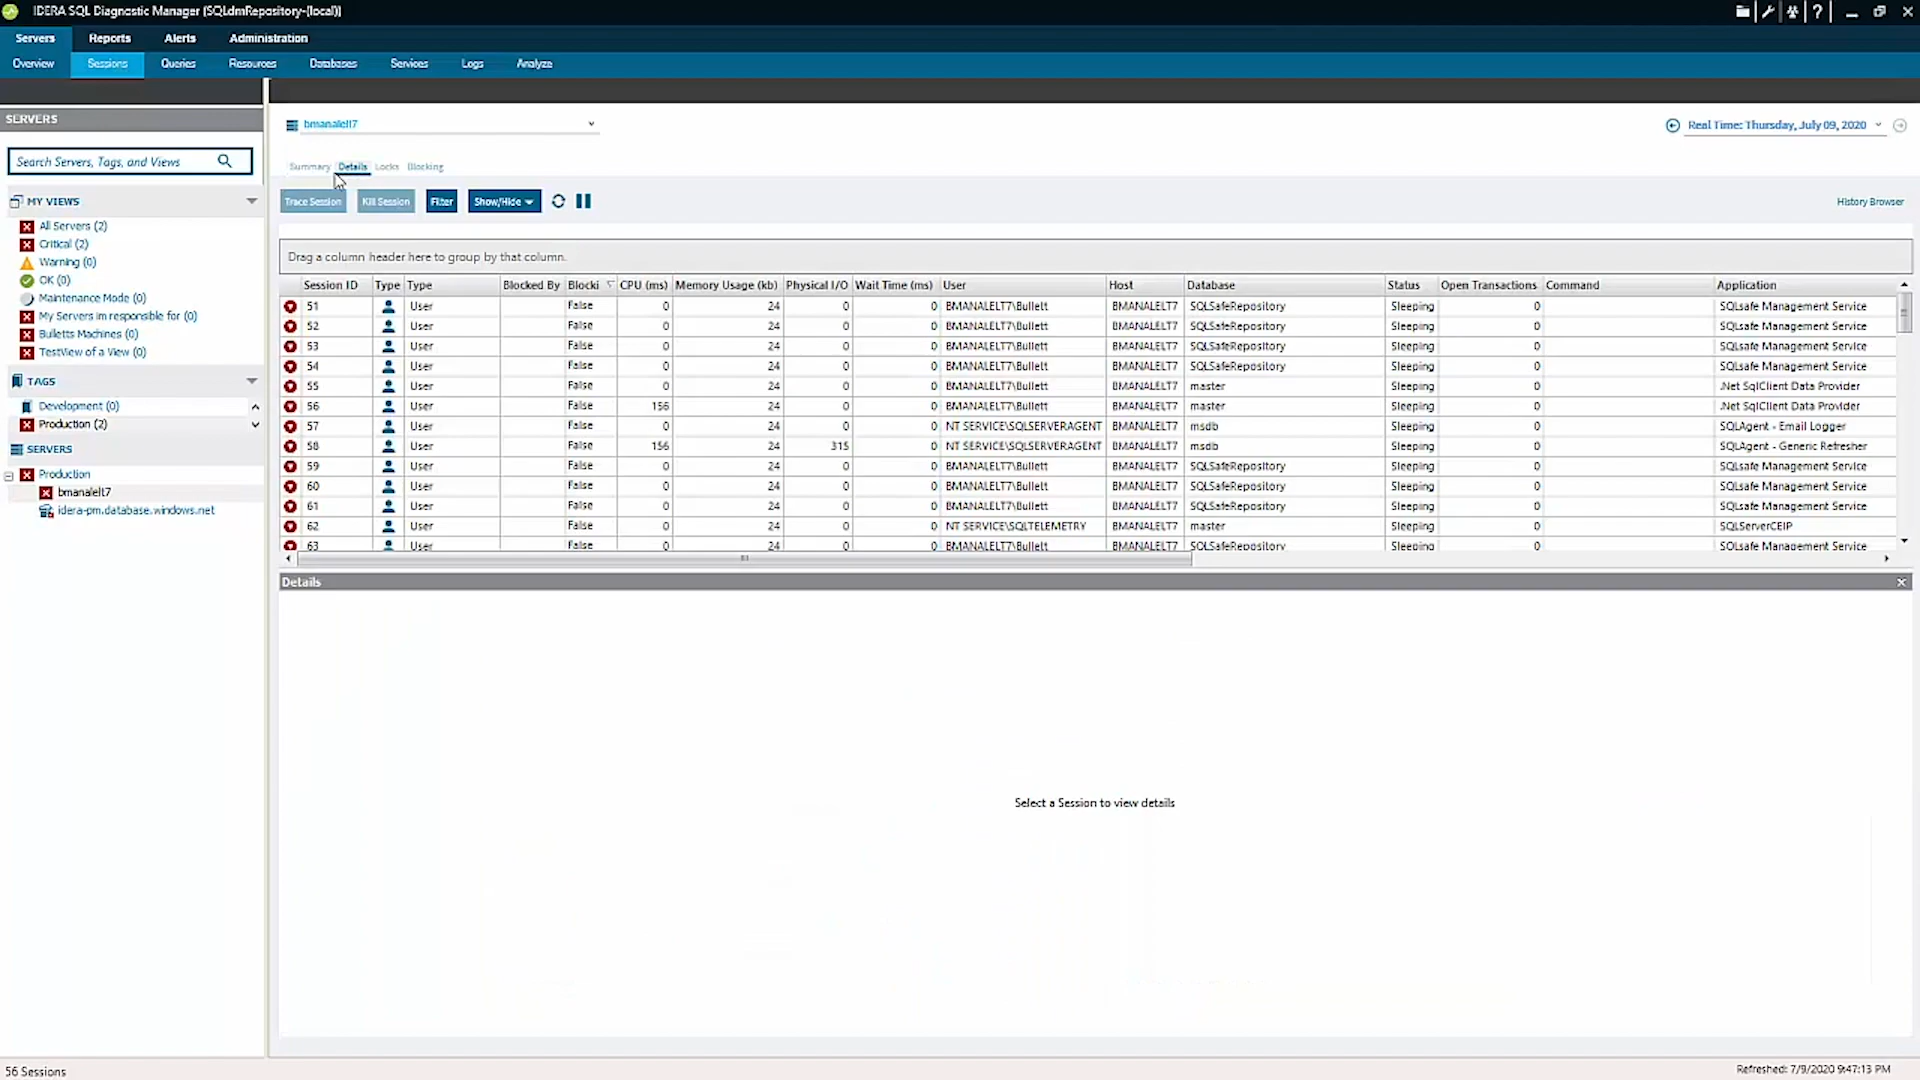 IDERA SQL Diagnostic Manager (SQLdmRepository-(local))
Servers Reports Alerts Administration
Overview Sessions Queries Resources Databases Services Logs Analyze
SERVERS
Search Servers, Tags, and Views
MY VIEWS
All Servers (2)
Critical (2)
Warning (0)
OK (0)
Maintenance Mode (0)
My Servers im responsible for (0)
Bulletts Machines (0)
TestView of a View (0)
TAGS
Development (0)
Production (2)
SERVERS
Production
bmanalelt7
idera-pm.database.windows.net
bmanalelt7
Real Time: Thursday, July 09, 2020
Summary Details Locks Blocking
Trace Session Kill Session Filter Show/Hide
History Browser
Drag a column header here to group by that column.
Session ID Type Type Blocked By Blocki CPU (ms) Memory Usage (kb) Physical I/O Wait Time (ms) User Host Database Status Open Transactions Command Application
51 User False 0 24 0 0 BMANALELT7\Bullett BMANALELT7 SQLSafeRepository Sleeping 0 SQLsafe Management Service
52 User False 0 24 0 0 BMANALELT7\Bullett BMANALELT7 SQLSafeRepository Sleeping 0 SQLsafe Management Service
53 User False 0 24 0 0 BMANALELT7\Bullett BMANALELT7 SQLSafeRepository Sleeping 0 SQLsafe Management Service
54 User False 0 24 0 0 BMANALELT7\Bullett BMANALELT7 SQLSafeRepository Sleeping 0 SQLsafe Management Service
55 User False 0 24 0 0 BMANALELT7\Bullett BMANALELT7 master Sleeping 0 .Net SqlClient Data Provider
56 User False 156 24 0 0 BMANALELT7\Bullett BMANALELT7 master Sleeping 0 .Net SqlClient Data Provider
57 User False 0 24 0 0 NT SERVICE\SQLSERVERAGENT BMANALELT7 msdb Sleeping 0 SQLAgent - Email Logger
58 User False 156 24 315 0 NT SERVICE\SQLSERVERAGENT BMANALELT7 msdb Sleeping 0 SQLAgent - Generic Refresher
59 User False 0 24 0 0 BMANALELT7\Bullett BMANALELT7 SQLSafeRepository Sleeping 0 SQLsafe Management Service
60 User False 0 24 0 0 BMANALELT7\Bullett BMANALELT7 SQLSafeRepository Sleeping 0 SQLsafe Management Service
61 User False 0 24 0 0 BMANALELT7\Bullett BMANALELT7 SQLSafeRepository Sleeping 0 SQLsafe Management Service
62 User False 0 24 0 0 NT SERVICE\SQLTELEMETRY BMANALELT7 master Sleeping 0 SQLServerCEIP
63 User False 0 24 0 0 BMANALELT7\Bullett BMANALELT7 SQLSafeRepository Sleeping 0 SQLsafe Management Service
Details
Select a Session to view details
56 Sessions
Refreshed: 7/9/2020 9:47:13 PM